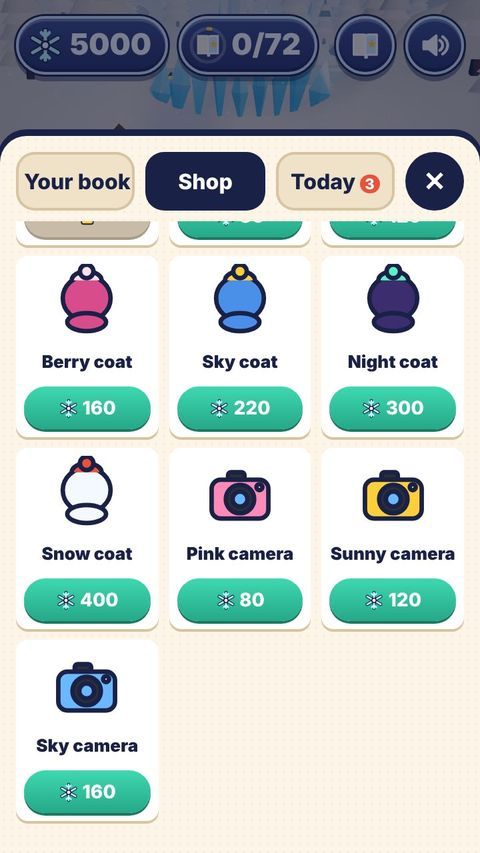 5000
0/72
Your book
Shop
Today 3
Berry coat
Sky coat
Night coat
160
220
300
Snow coat
Pink camera
Sunny camera
400
80
120
Sky camera
160